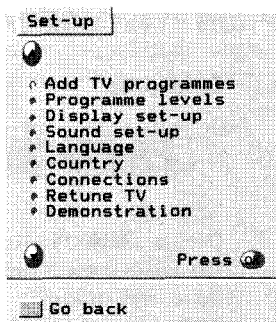 Set-up
Add TV programmes
Programme levels
Display set-up
Sound set-up
Language
Country
Connections
Retune TV
Demonstration
Press
Go back